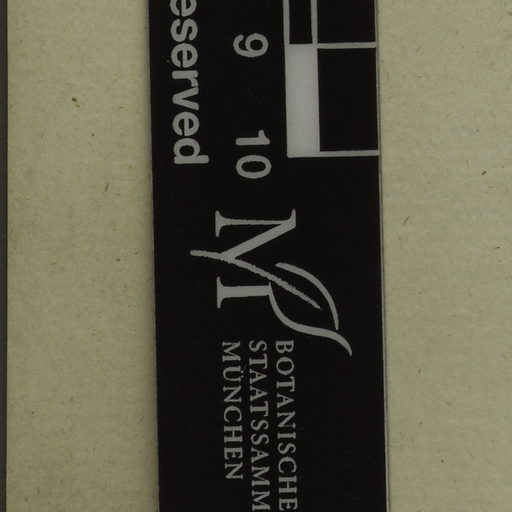 eserved
9 10
M
BOTANISCHE
STAATSSAMM
MÜNCHEN